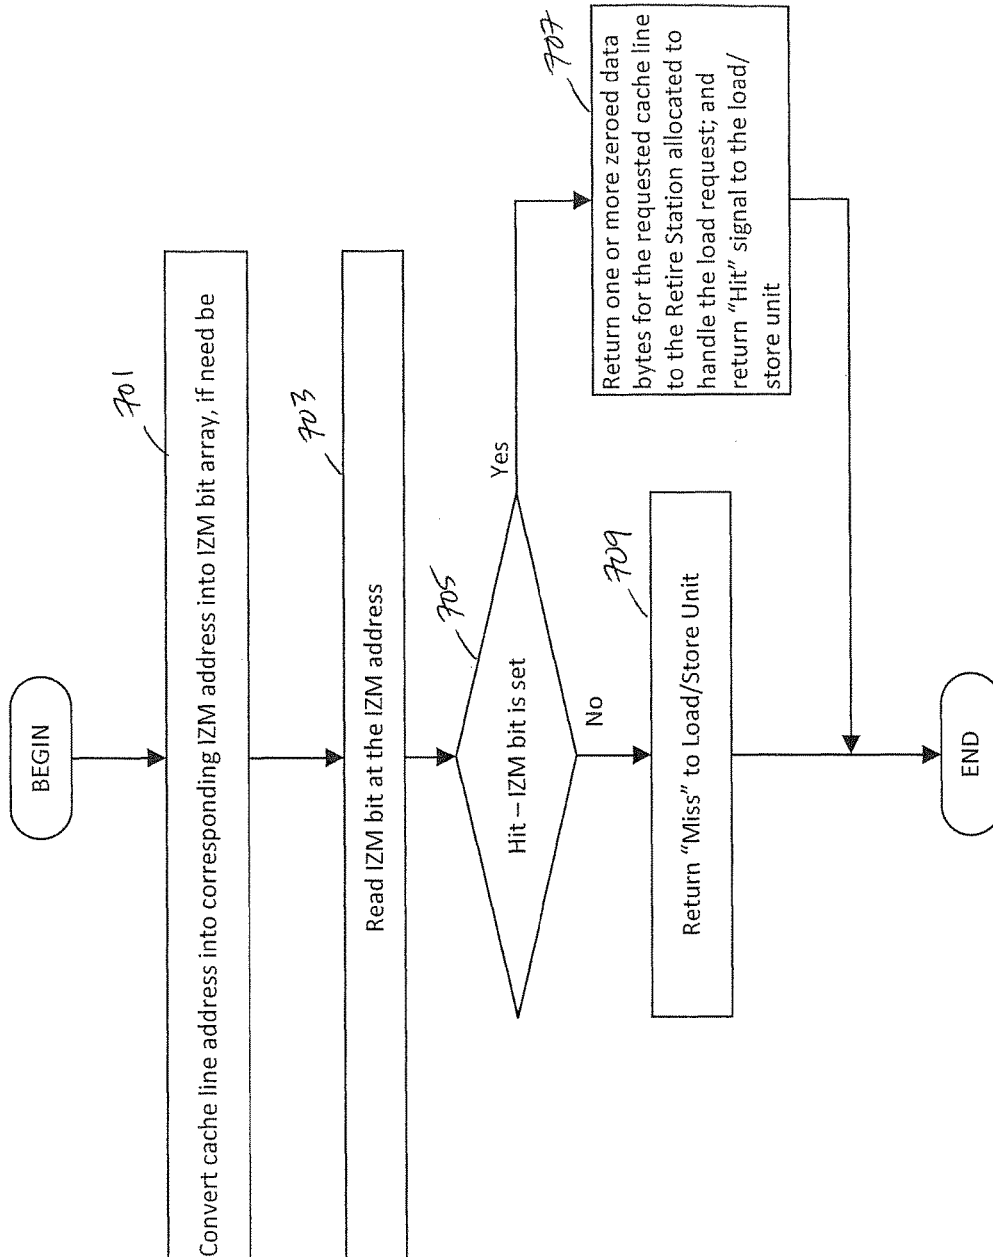 BEGIN
701
Convert cache line address into corresponding IZM address into IZM bit array, if need be
703
Read IZM bit at the IZM address
705
Hit – IZM bit is set
Yes
No
707
Return one or more zeroed data
bytes for the requested cache line
to the Retire Station allocated to
handle the load request; and
return “Hit” signal to the load/
store unit
709
Return “Miss” to Load/Store Unit
END